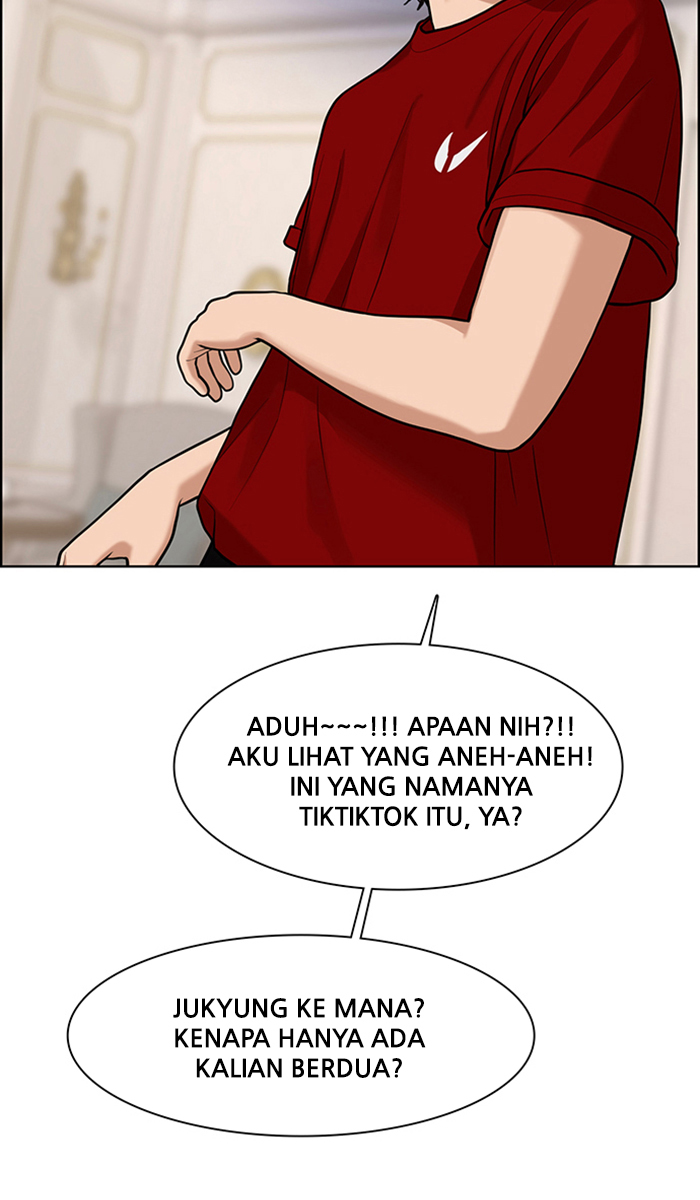 ADUH~~~!!! APAAN NIH?!!
AKU LIHAT YANG ANEH-ANEH!
INI YANG NAMANYA
TIKTIKTOK ITU, YA?
JUKYUNG KE MANA?
KENAPA HANYA ADA
KALIAN BERDUA?